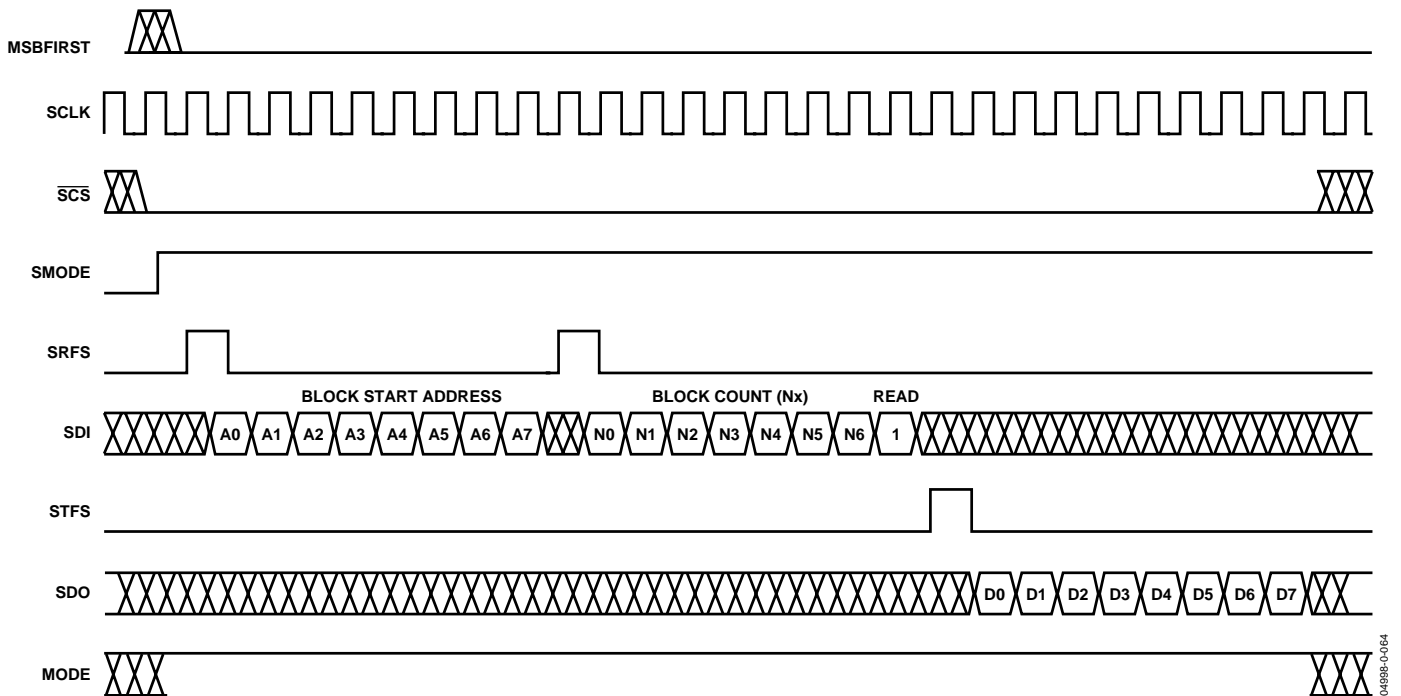 MSBFIRST
SCLK
SCS
SMODE
SRFS
BLOCK START ADDRESS BLOCK COUNT (Nx) READ
SDI A0 A1 A2 A3 A4 A5 A6 A7 N0 N1 N2 N3 N4 N5 N6 1
STFS
SDO D0 D1 D2 D3 D4 D5 D6 D7
MODE
04998-0-064